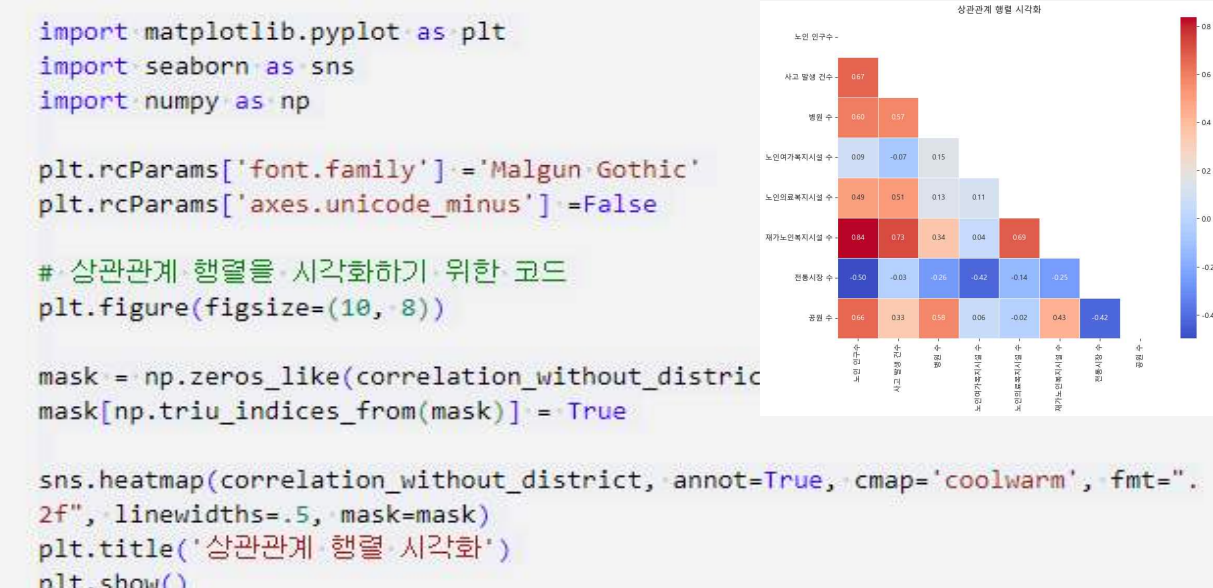 import matplotlib.pyplot as plt
import seaborn as sns
import numpy as np
plt.rcParams['font.family'] ='Malgun Gothic'
plt.rcParams['axes.unicode_minus'] =False
# 상관관계 행렬을 시각화하기 위한 코드
plt.figure(figsize=(10, 8))
mask = np.zeros_like(correlation_without_distric
mask[np.triu_indices_from(mask)] = True
sns.heatmap(correlation_without_district, annot=True, cmap='coolwarm', fmt=".
2f", linewidths=.5, mask=mask)
plt.title('상관관계 행렬 시각화')
plt.show()
상관관계 행렬 시각화
노인 인구수
사고 발생 건수 0.67
병원 수 0.60 0.57
노인여가복지시설 수 0.09 -0.07 0.15
노인의료복지시설 수 0.49 0.51 0.13 0.11
재가노인복지시설 수 0.84 0.73 0.34 0.04 0.69
전통시장 수 -0.50 -0.03 -0.26 -0.42 -0.14 -0.25
공원 수 0.66 0.33 0.58 0.06 -0.02 0.43 -0.42
노인 인구수
사고 발생 건수
병원 수
노인여가복지시설 수
노인의료복지시설 수
재가노인복지시설 수
전통시장 수
공원 수
0.8
0.6
0.4
0.2
0.0
-0.2
-0.4